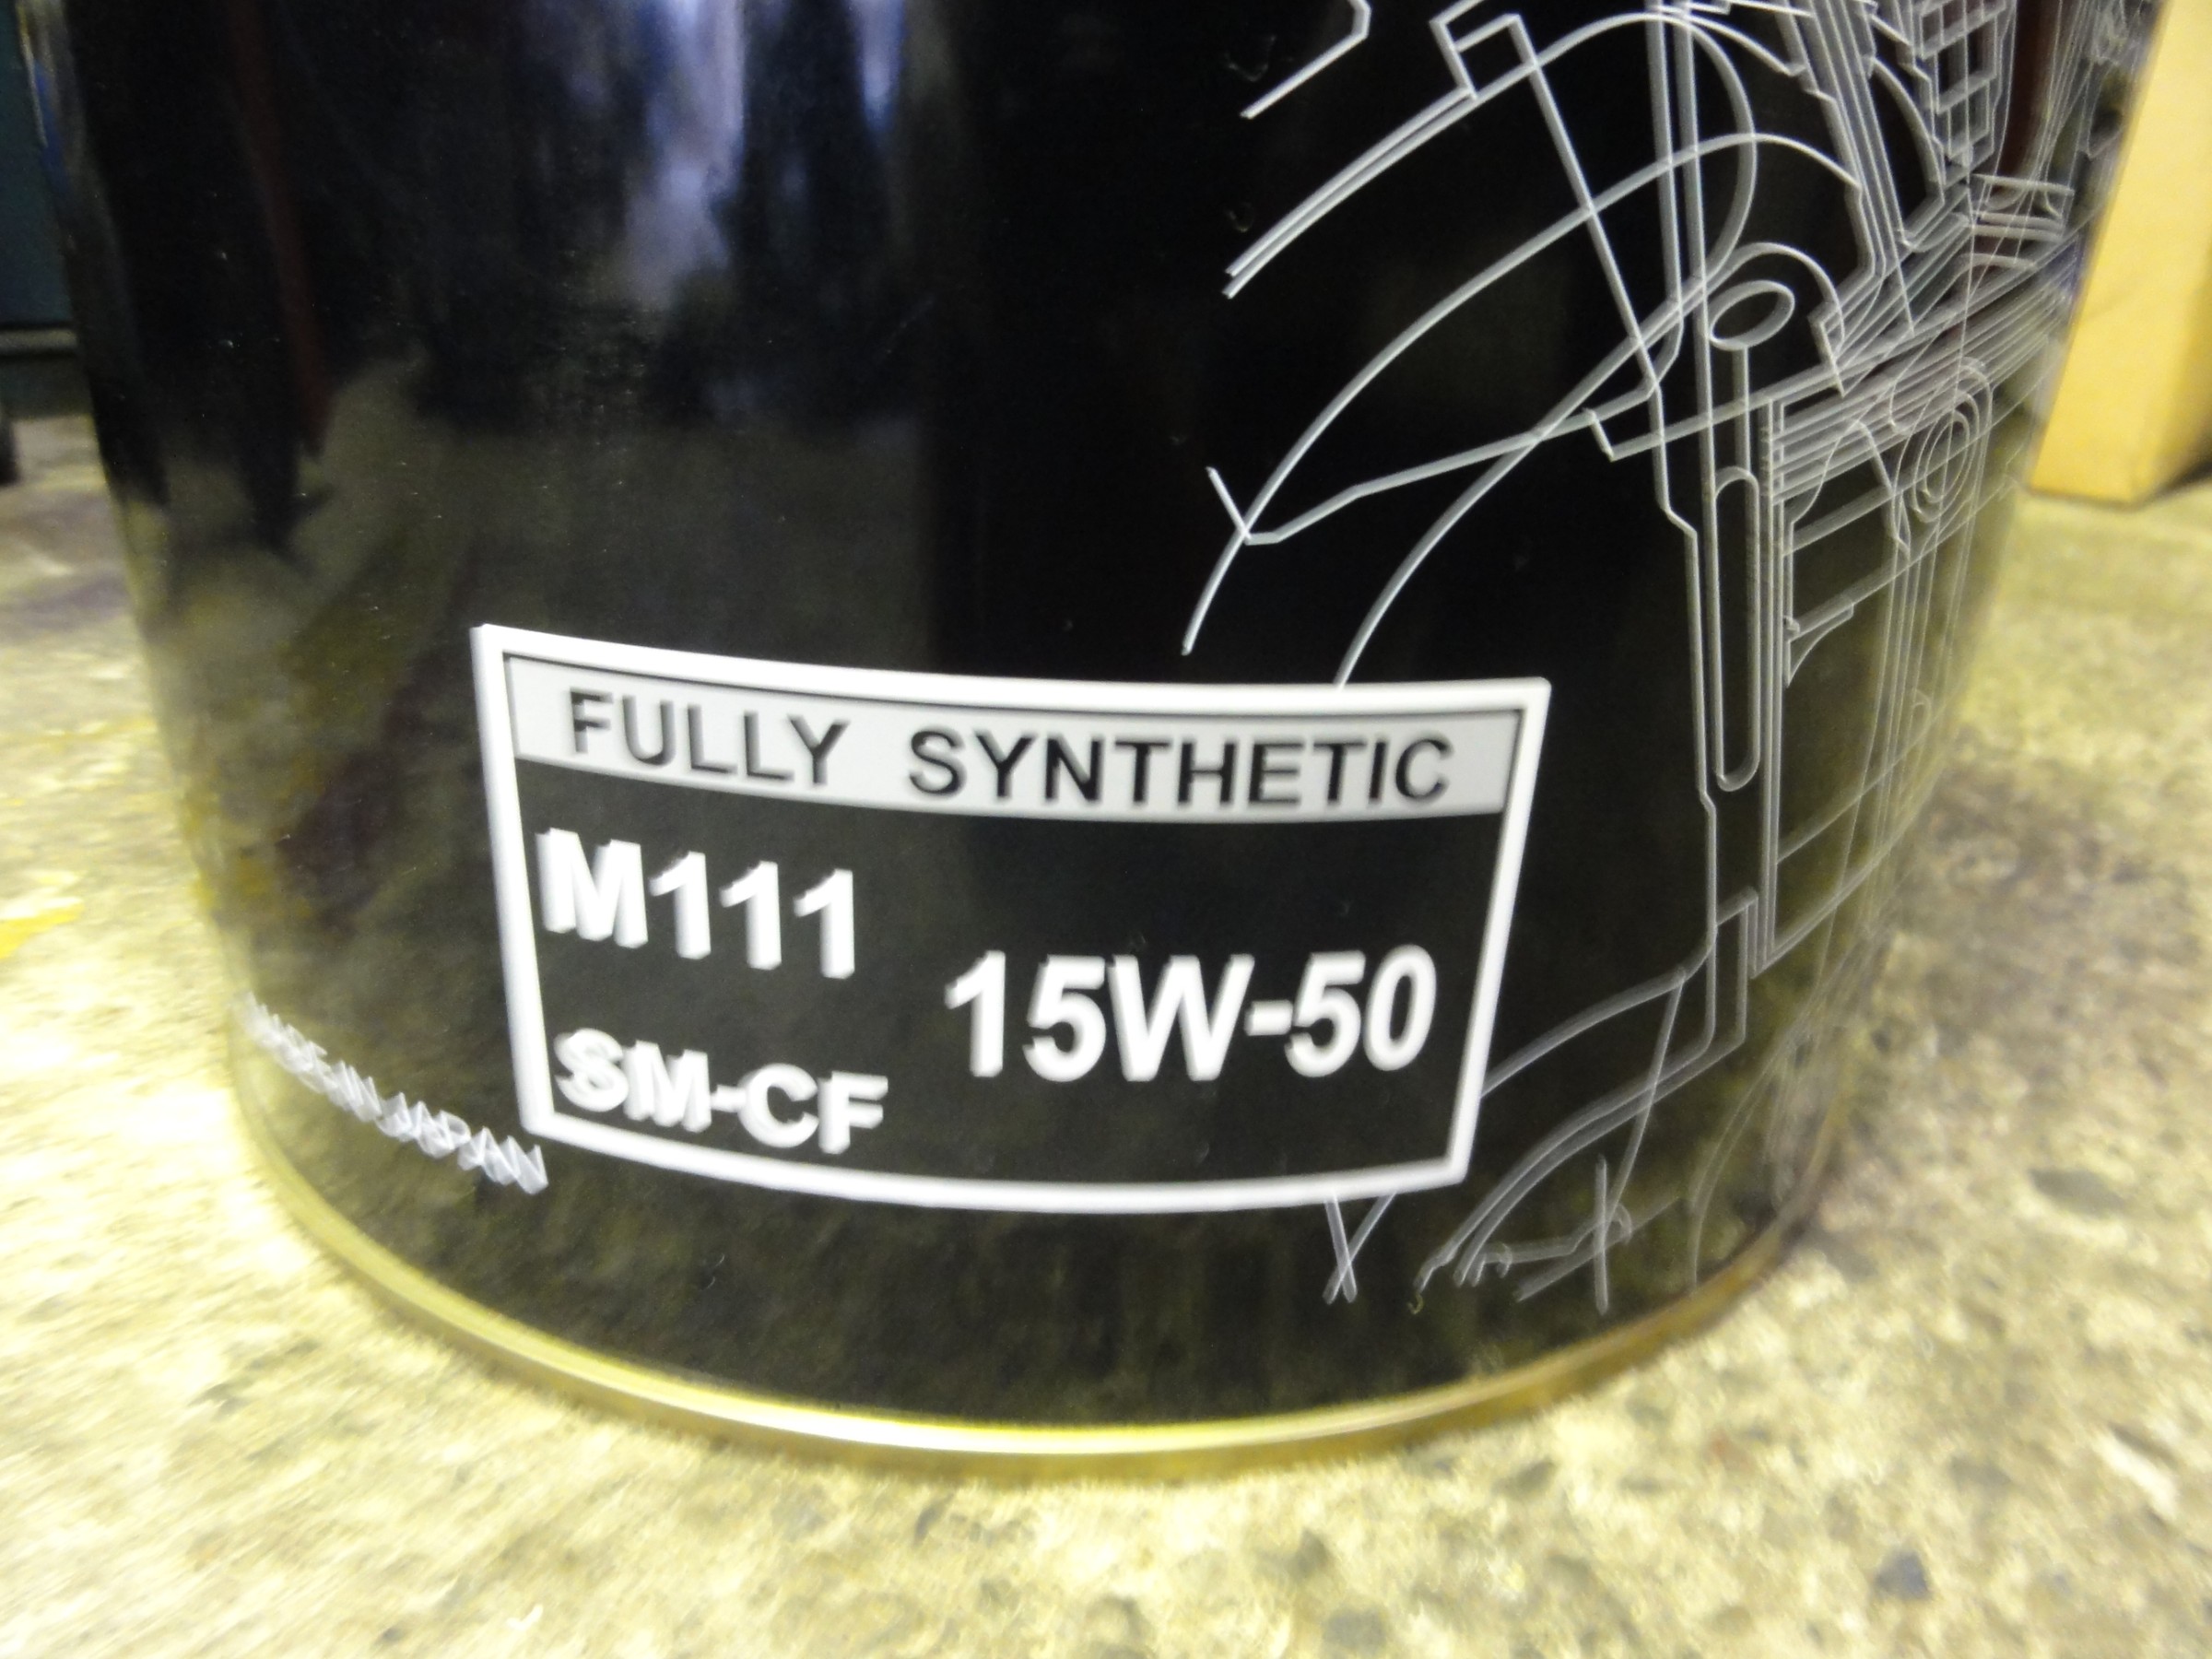 FULLY SYNTHETIC
M111
15W-50
SM-CF